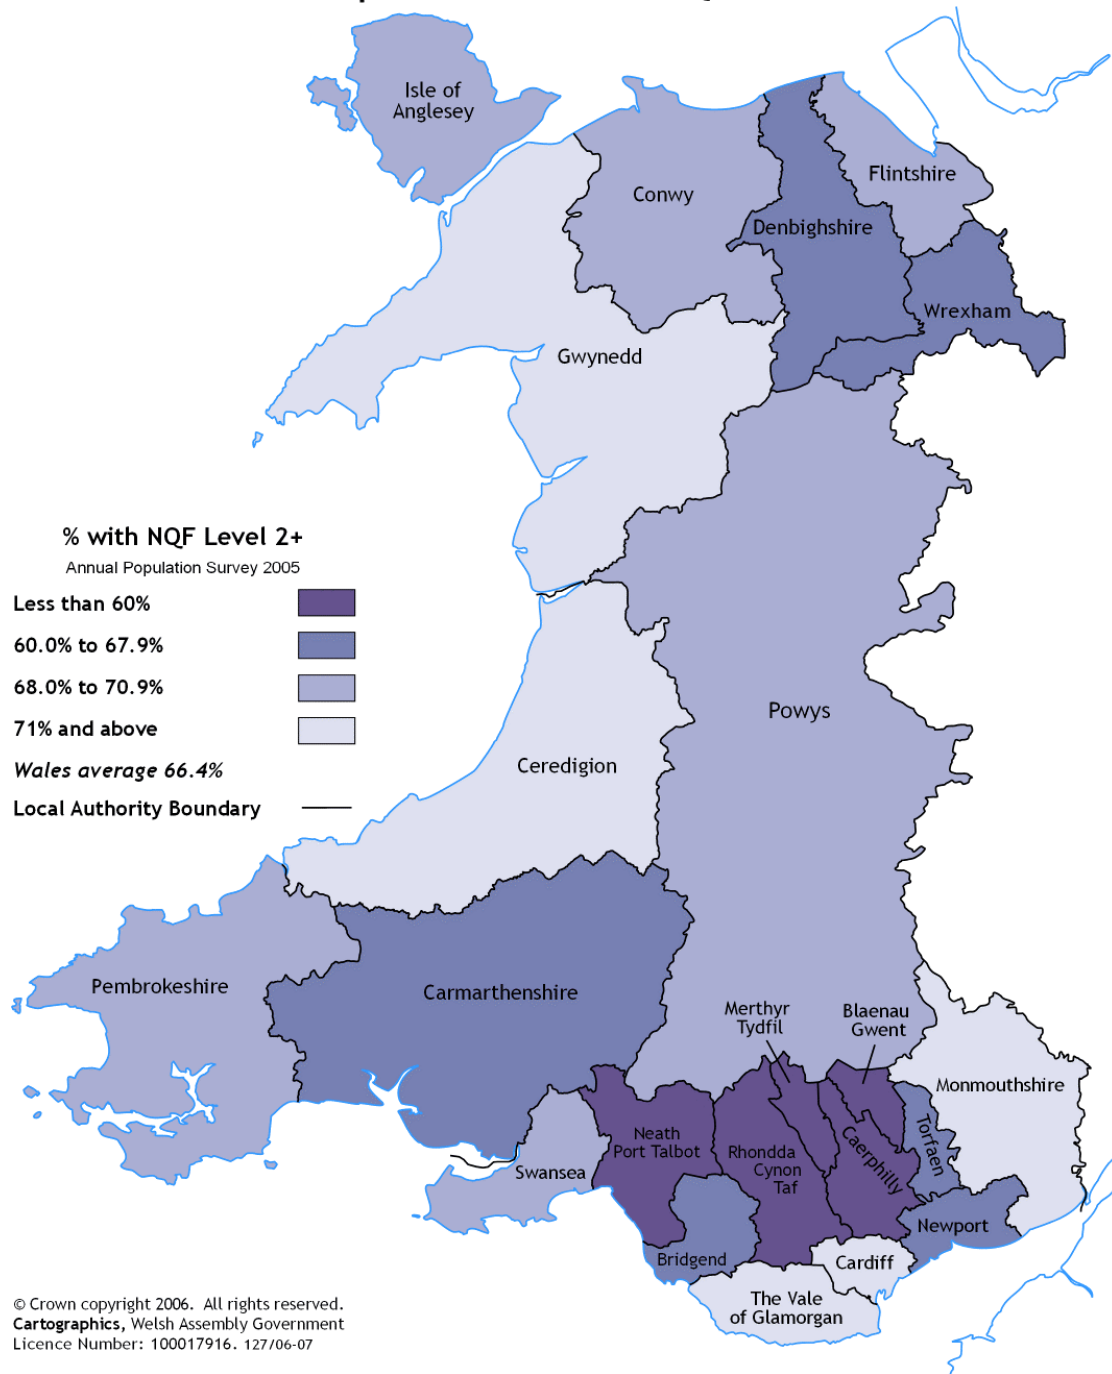 Isle of
Anglesey
Conwy
Flintshire
Denbighshire
Wrexham
Gwynedd
% with NQF Level 2+
Annual Population Survey 2005
Less than 60%
60.0% to 67.9%
68.0% to 70.9%
71% and above
Wales average 66.4%
Local Authority Boundary
Powys
Ceredigion
Pembrokeshire
Carmarthenshire
Merthyr
Tydfil
Blaenau
Gwent
Monmouthshire
Neath
Port Talbot
Rhondda
Cynon
Taf
Caerphilly
Torfaen
Swansea
Newport
Bridgend
Cardiff
The Vale
of Glamorgan
© Crown copyright 2006. All rights reserved.
Cartographics, Welsh Assembly Government
Licence Number: 100017916. 127/06-07